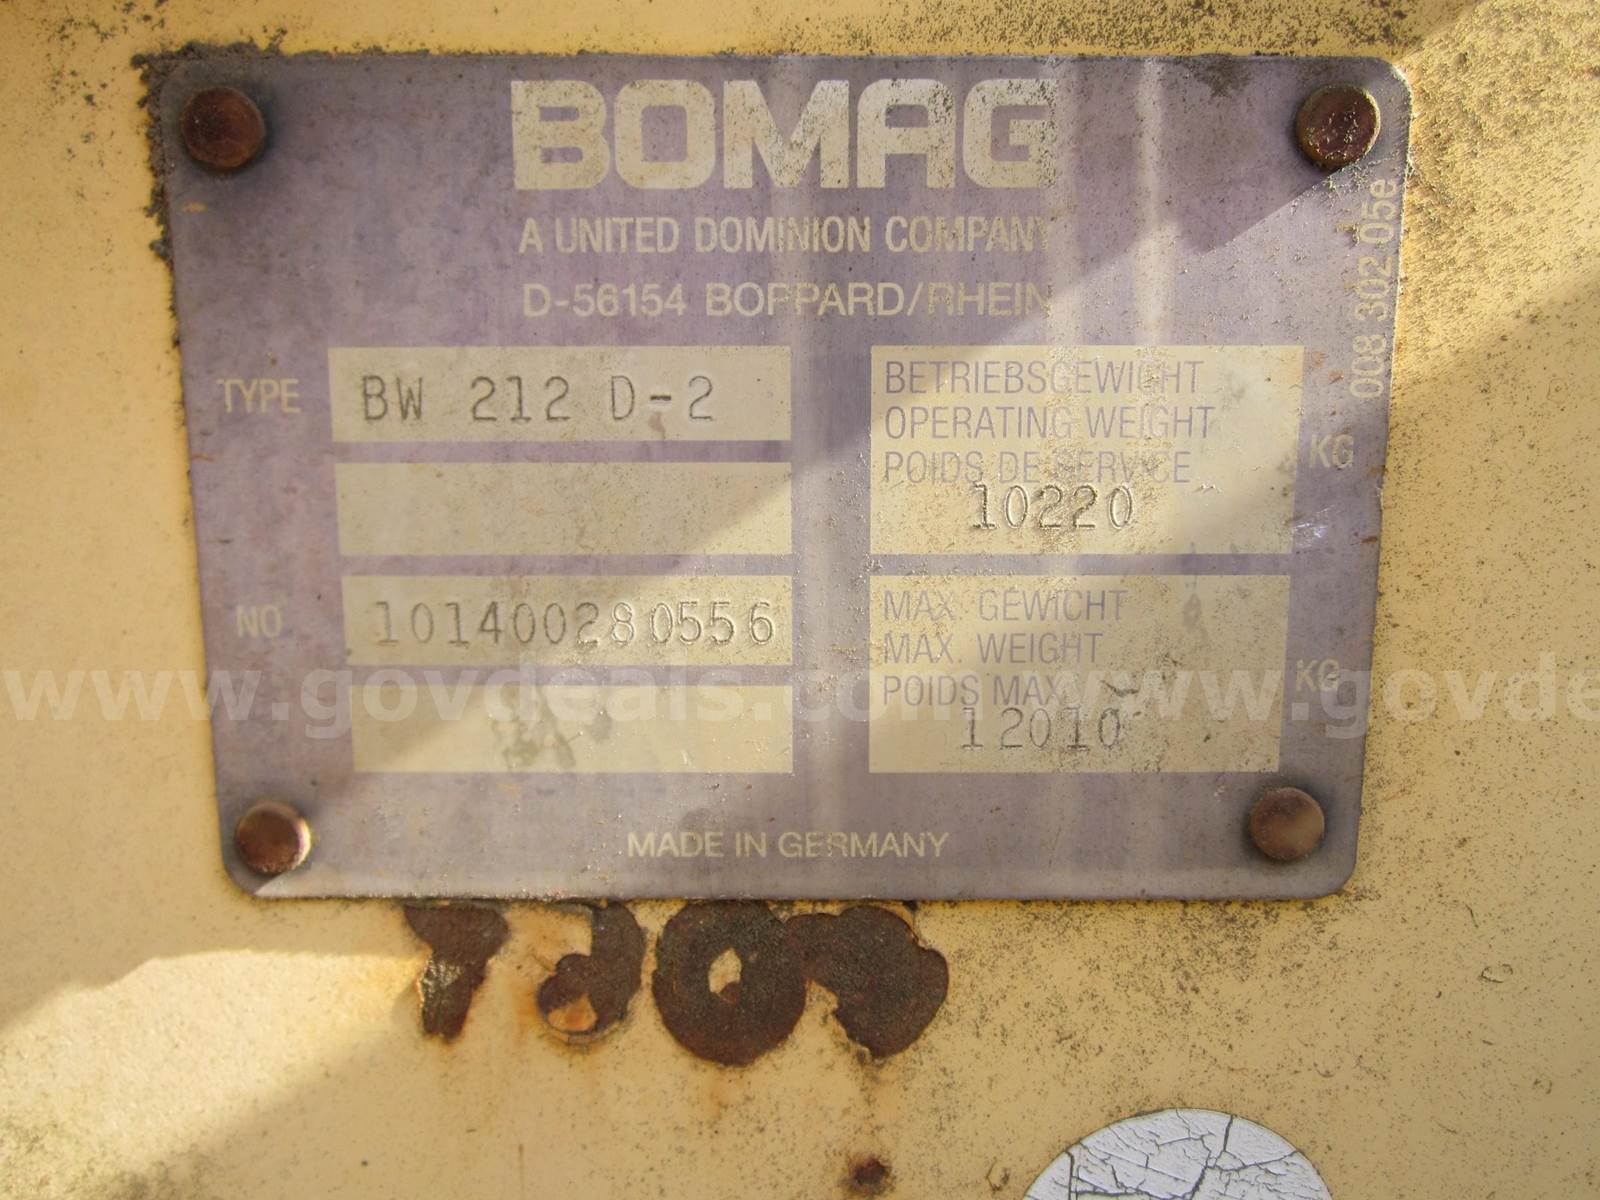 BOMAG
A UNITED DOMINION COMPANY
D-56154 BOPPARD/RHEIN
008 302 05e
TYPE BW 212 D-2
BETRIEBSGEWICHT
OPERATING WEIGHT
POIDS DE SERVICE
10220 KG
NO 101400280556
MAX. GEWICHT
MAX. WEIGHT
POIDS MAX.
12010 KG
MADE IN GERMANY
www.govdeals.com www.govde